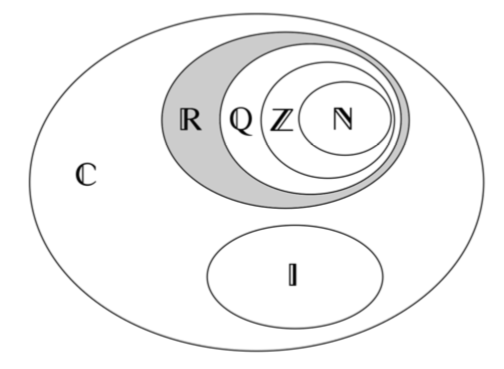 ℝ ℚ ℤ ℕ
ℂ
𝕀